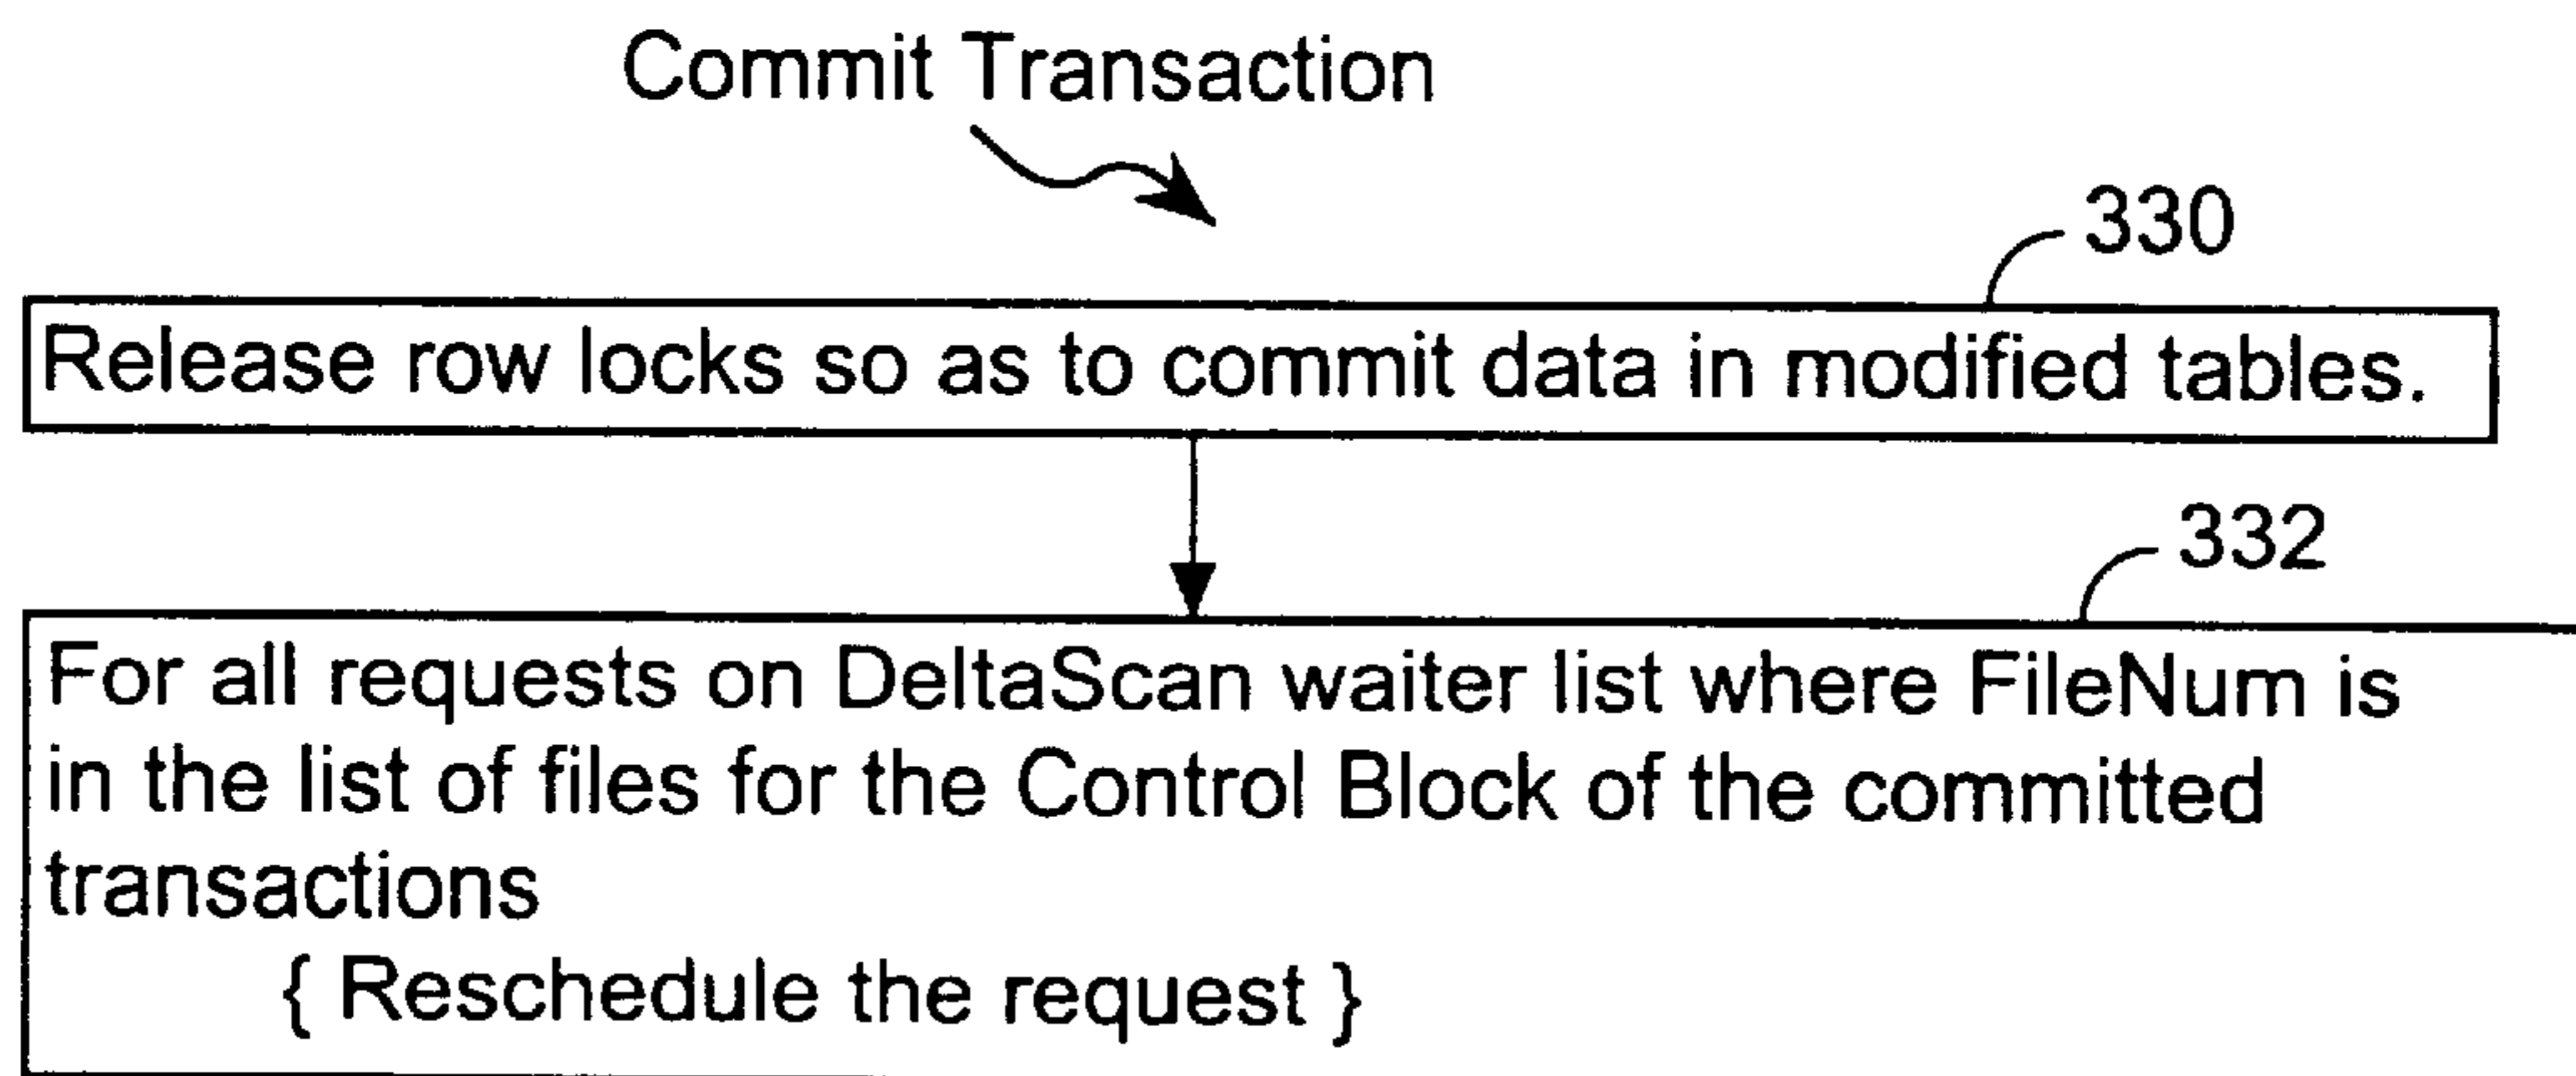 Commit Transaction
330
Release row locks so as to commit data in modified tables.
332
For all requests on DeltaScan waiter list where FileNum is
in the list of files for the Control Block of the committed
transactions
{ Reschedule the request }